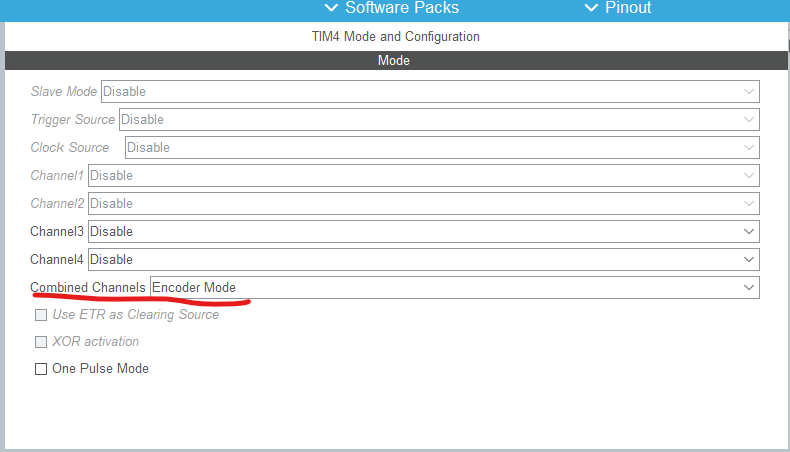 Software Packs Pinout
TIM4 Mode and Configuration
Mode
Slave Mode Disable
Trigger Source Disable
Clock Source Disable
Channel1 Disable
Channel2 Disable
Channel3 Disable
Channel4 Disable
Combined Channels Encoder Mode
Use ETR as Clearing Source
XOR activation
One Pulse Mode